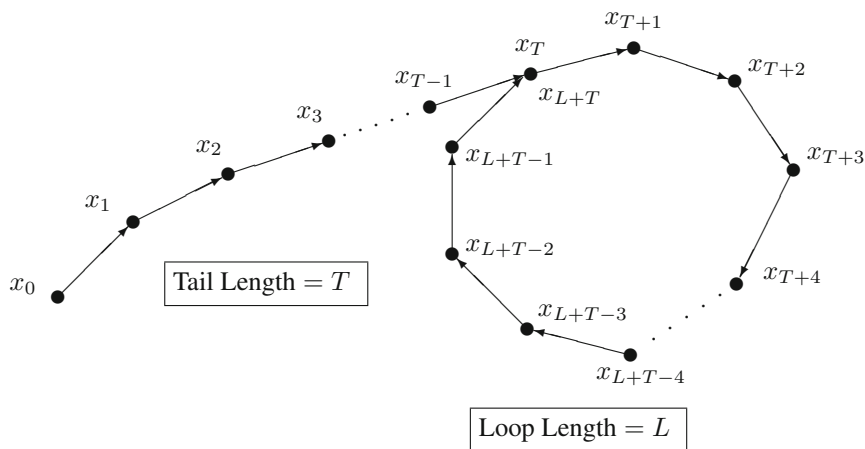 x_0
x_1
x_2
x_3
x_{T−1}
x_T
x_{L+T}
x_{T+1}
x_{T+2}
x_{T+3}
x_{T+4}
x_{L+T−4}
x_{L+T−3}
x_{L+T−2}
x_{L+T−1}
Tail Length = T
Loop Length = L